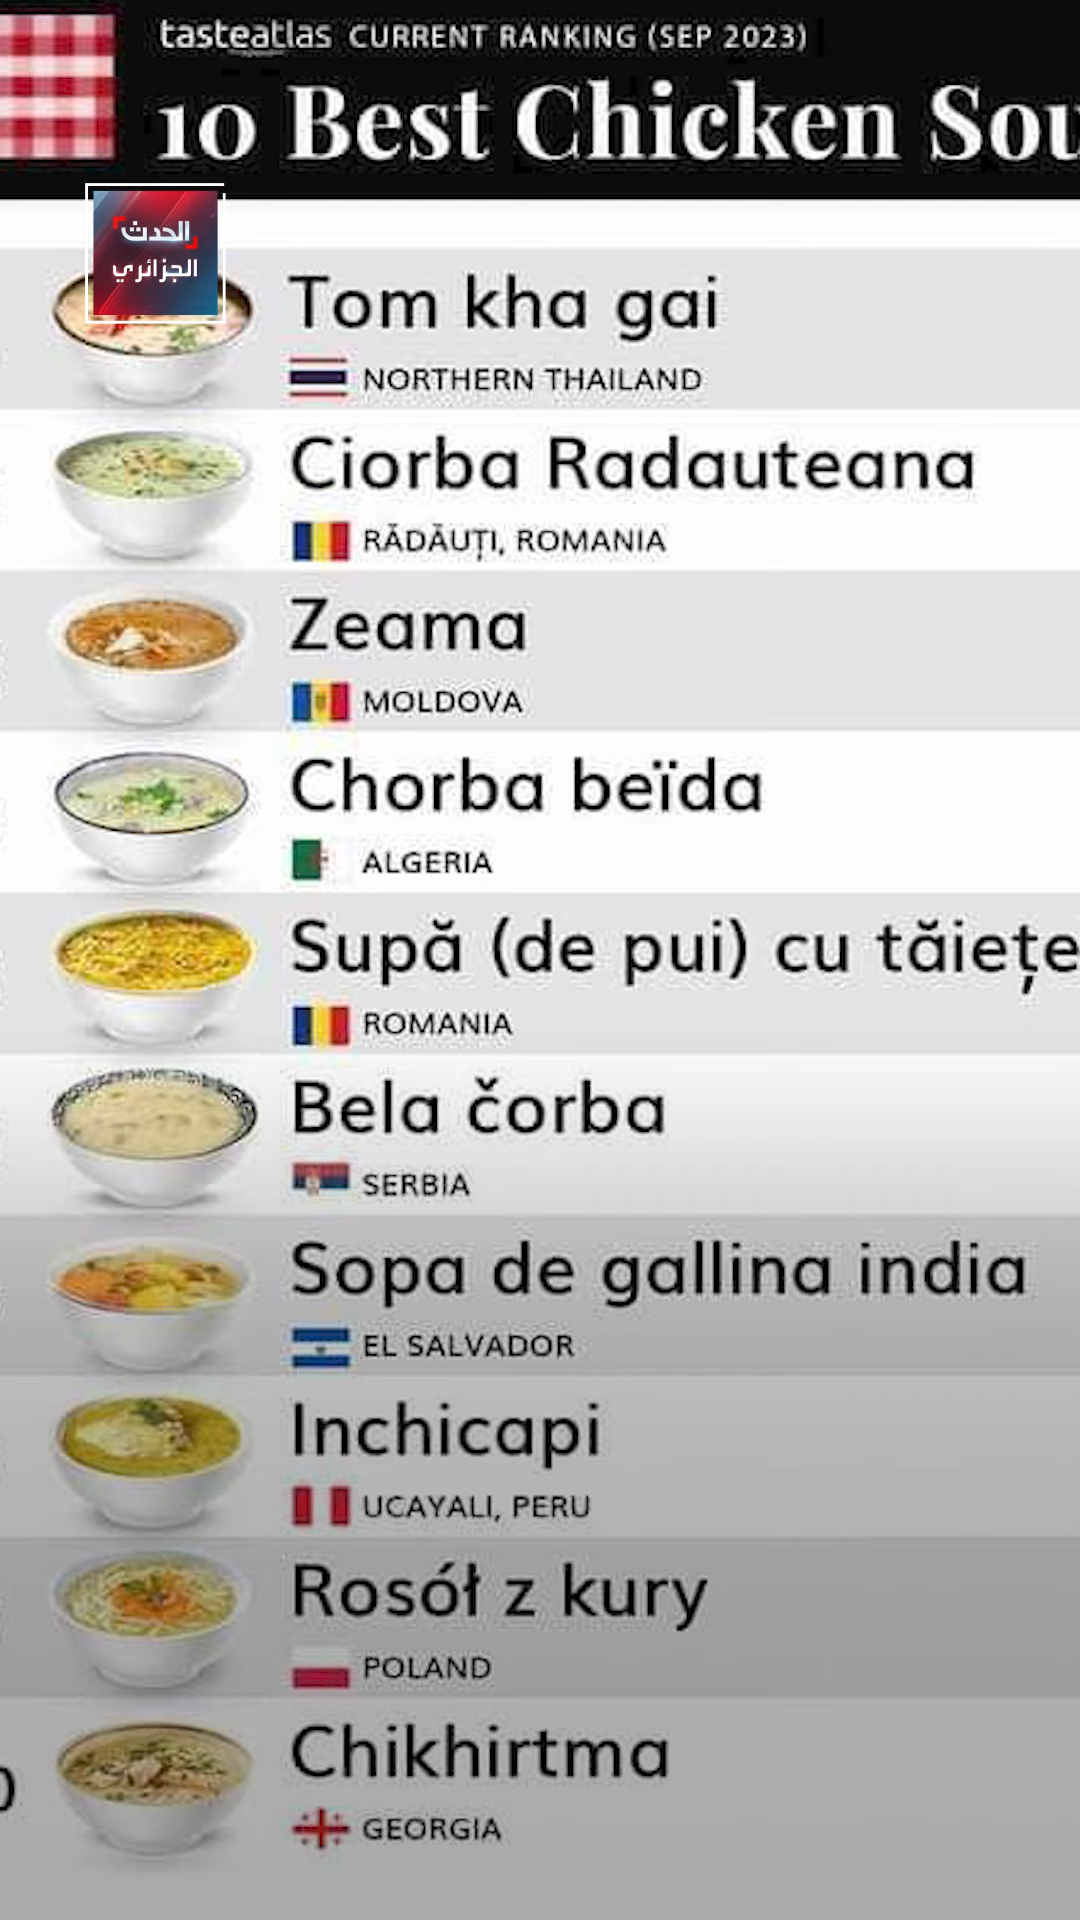 tasteatlas CURRENT RANKING (SEP 2023)
10 Best Chicken Sou
الحدث
الجزائري
Tom kha gai
NORTHERN THAILAND
Ciorba Radauteana
RĂDĂUȚI, ROMANIA
Zeama
MOLDOVA
Chorba beïda
ALGERIA
Supă (de pui) cu tăiețe
ROMANIA
Bela čorba
SERBIA
Sopa de gallina india
EL SALVADOR
Inchicapi
UCAYALI, PERU
Rosół z kury
POLAND
0
Chikhirtma
GEORGIA